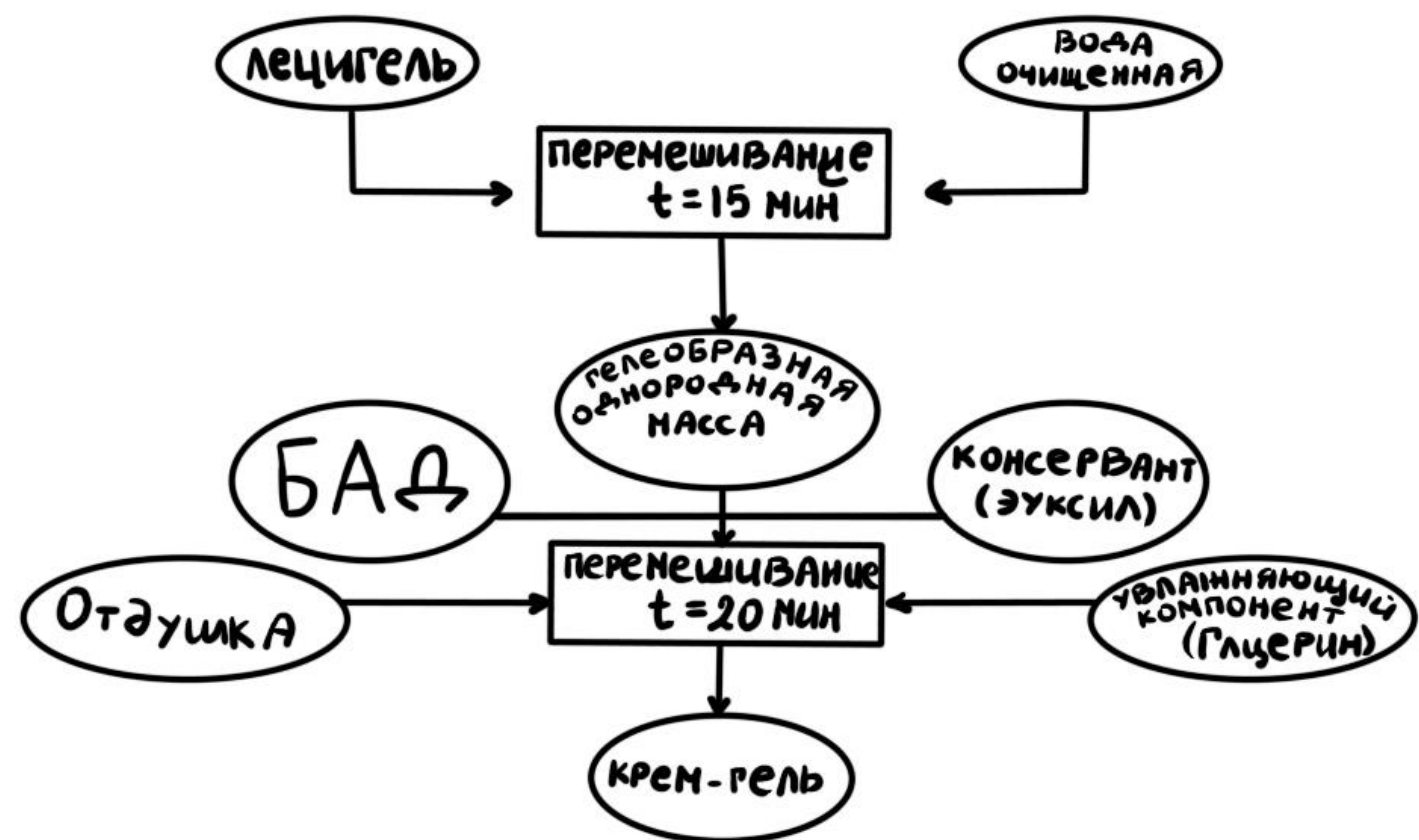 лецигель
вода
очищенная
перемешивание
t = 15 мин
гелеобразная
однородная
масса
БАД
консервант
(эуксил)
перемешивание
t = 20 мин
Отдушка
увлажняющий
компонент
(Глцерин)
крем-гель